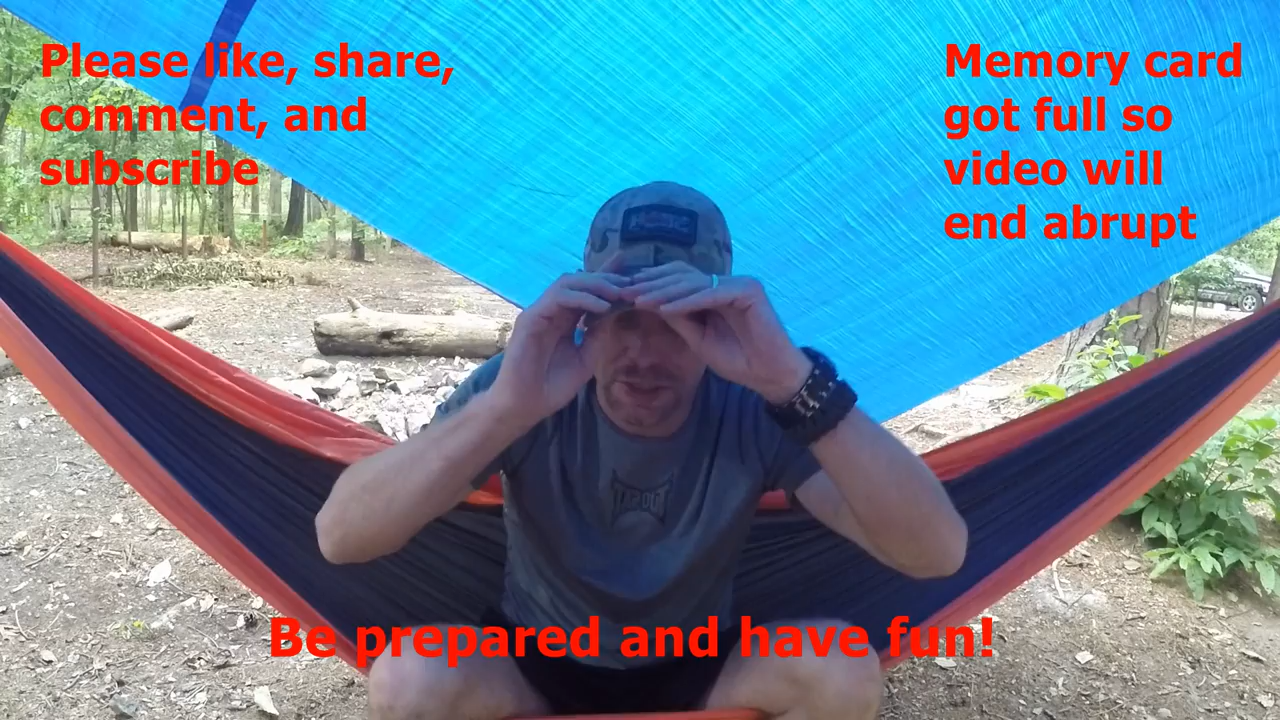 Please like, share,
comment, and
subscribe
Memory card
got full so
video will
end abrupt
TAPOUT
Be prepared and have fun!